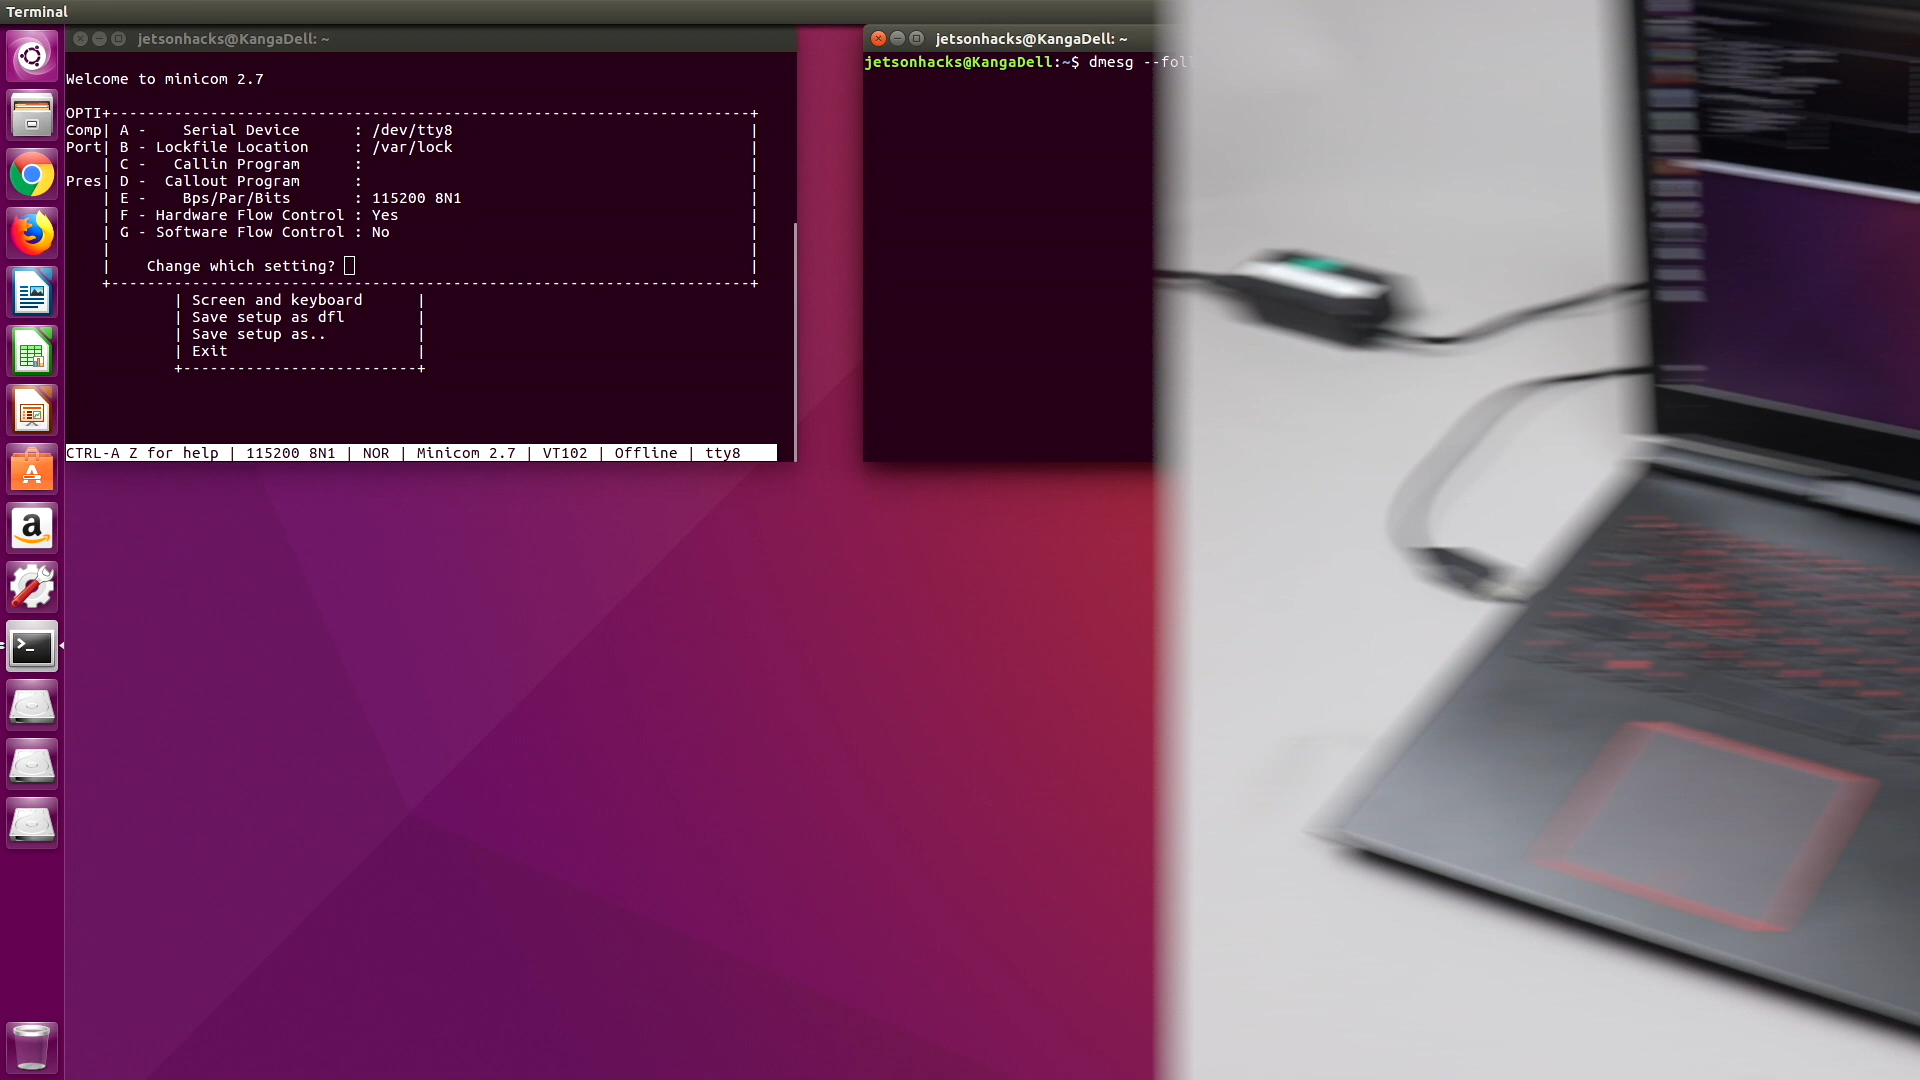 Terminal
jetsonhacks@KangaDell: ~
Welcome to minicom 2.7
OPTI
Comp| A -    Serial Device      : /dev/tty8
Port| B - Lockfile Location     : /var/lock
C -   Callin Program      :
Pres| D -  Callout Program      :
E -    Bps/Par/Bits       : 115200 8N1
F - Hardware Flow Control : Yes
G - Software Flow Control : No
Change which setting?
Screen and keyboard
Save setup as dfl
Save setup as..
Exit
CTRL-A Z for help | 115200 8N1 | NOR | Minicom 2.7 | VT102 | Offline | tty8
jetsonhacks@KangaDell: ~
jetsonhacks@KangaDell:~$ dmesg --fol